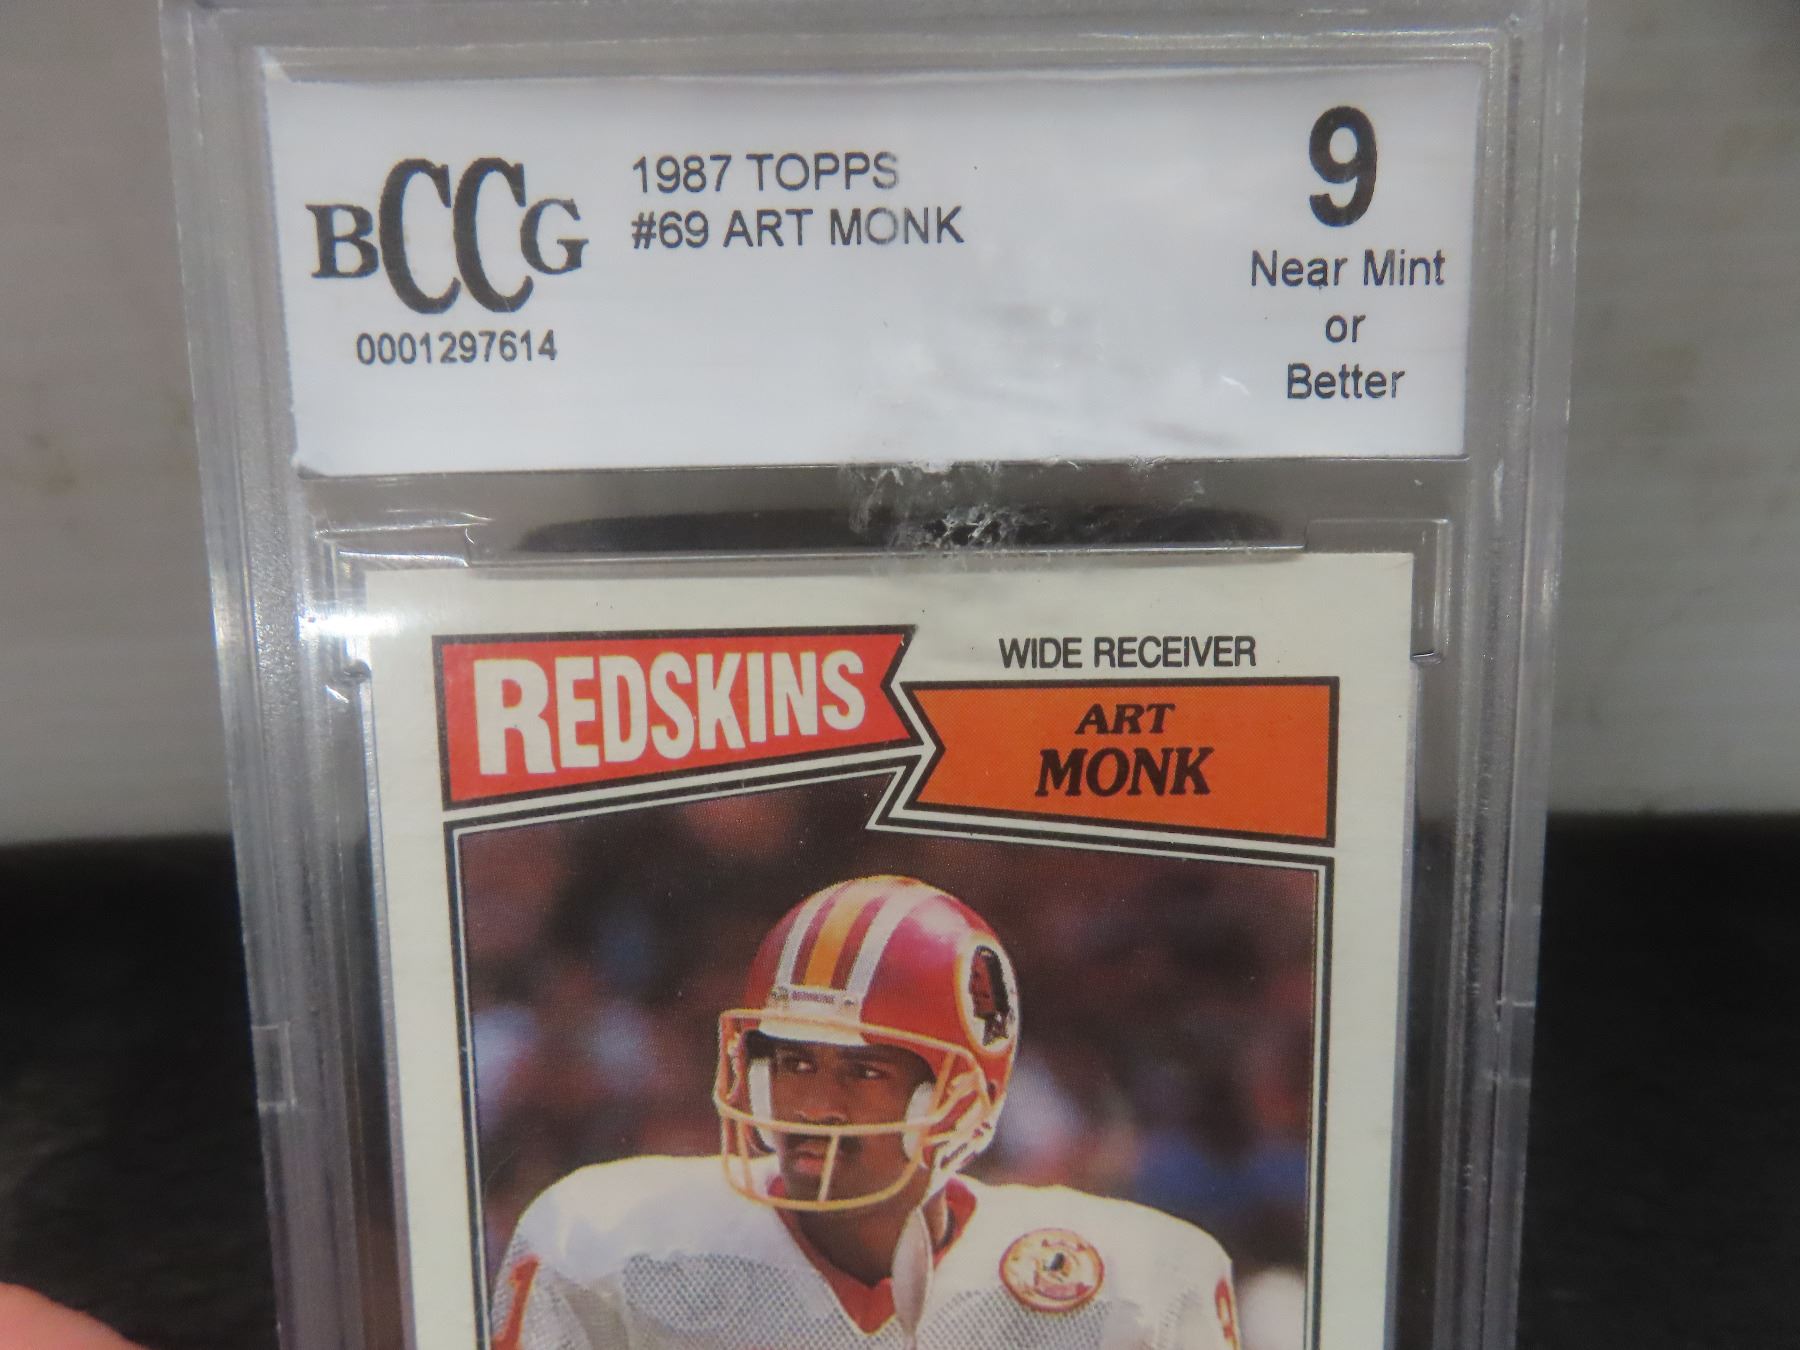 BCCG
0001297614
1987 TOPPS
#69 ART MONK
9
Near Mint
or
Better
REDSKINS
WIDE RECEIVER
ART
MONK